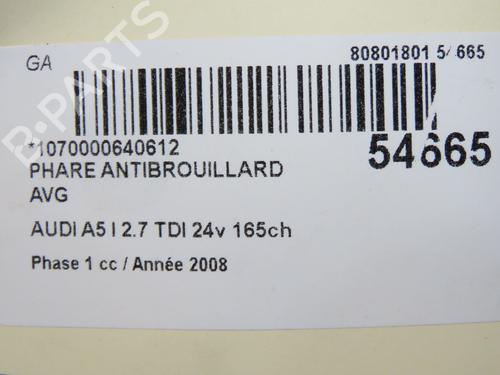 GA
80801801 54665
*1070000640612
54665
PHARE ANTIBROUILLARD
AVG
AUDI A5 I 2.7 TDI 24v 165ch
Phase 1 cc / Année 2008
B-PARTS